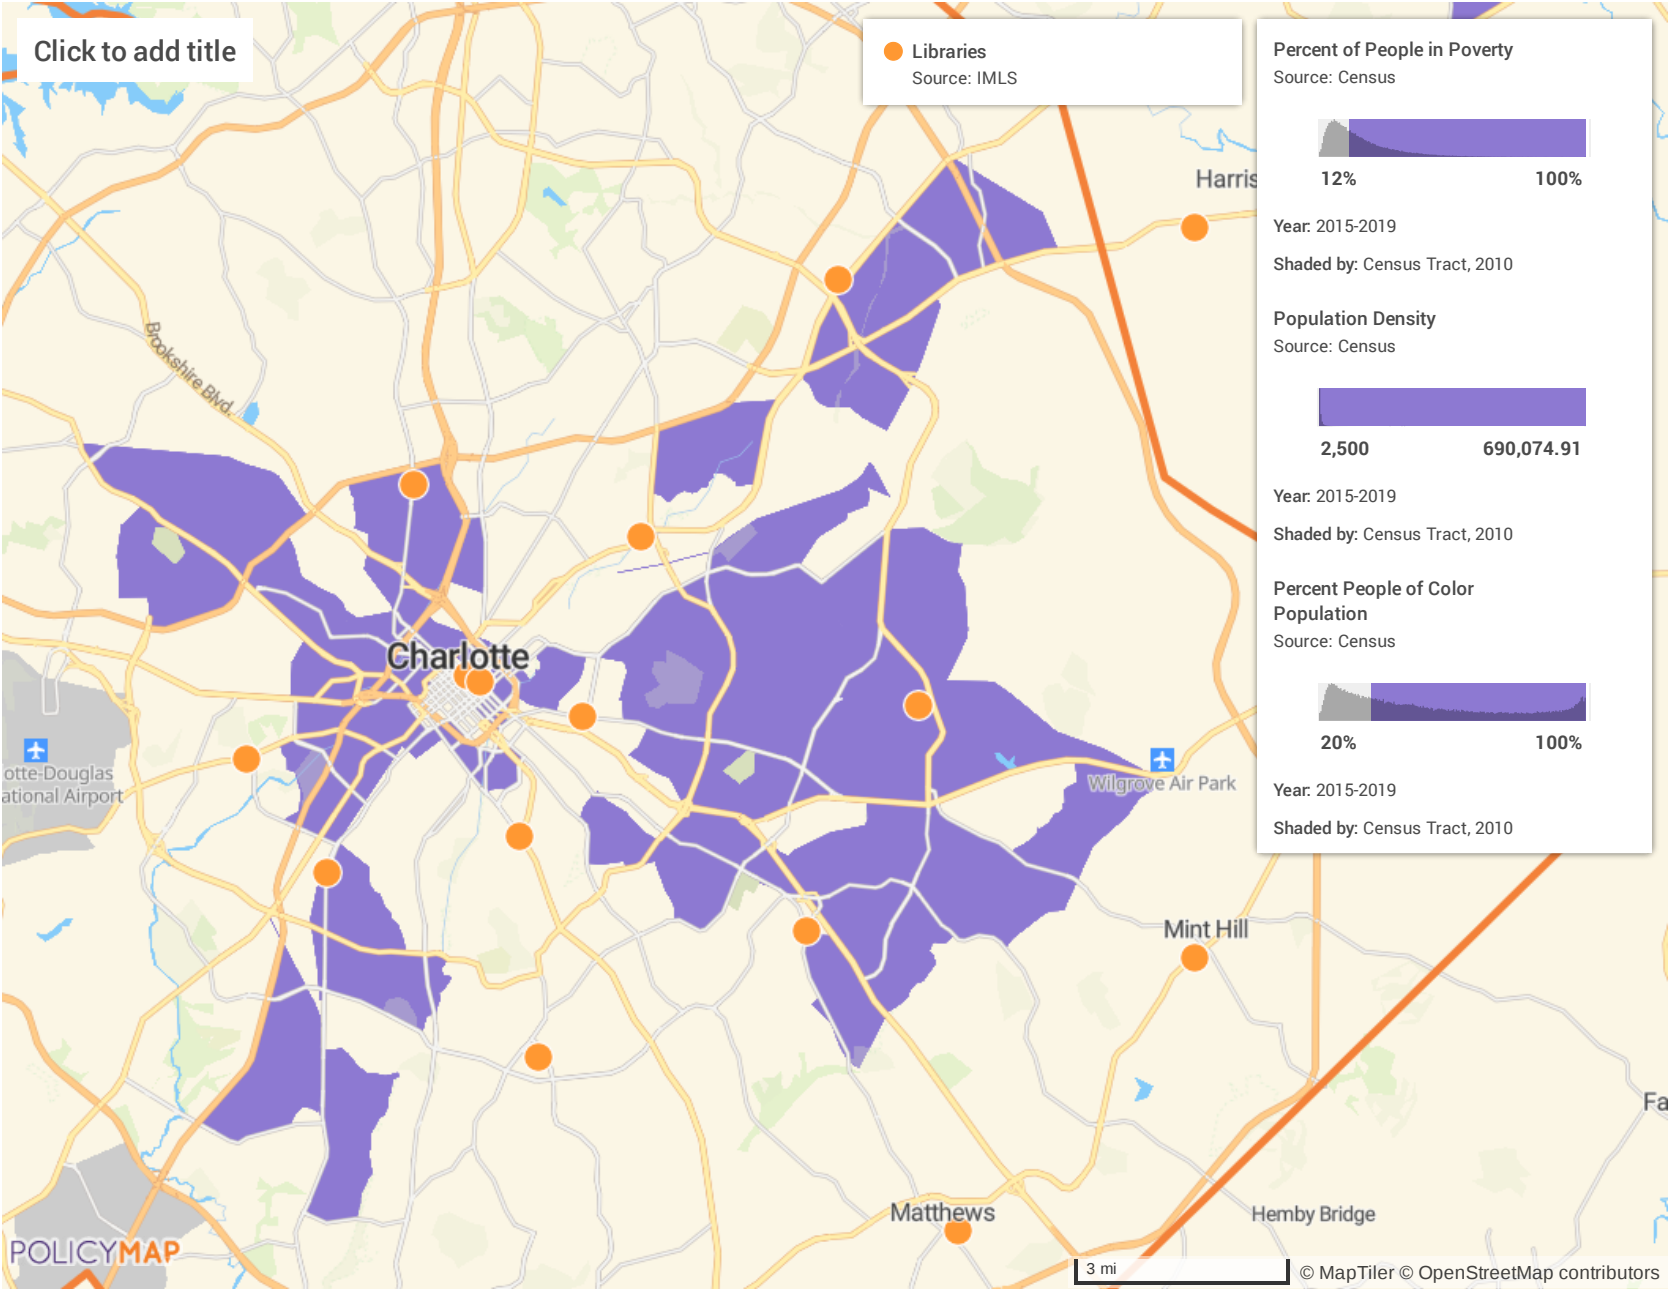 Click to add title
Libraries
Source: IMLS
Percent of People in Poverty
Source: Census
12%
100%
Year: 2015-2019
Shaded by: Census Tract, 2010
Population Density
Source: Census
2,500
690,074.91
Year: 2015-2019
Shaded by: Census Tract, 2010
Percent People of Color
Population
Source: Census
20%
100%
Year: 2015-2019
Shaded by: Census Tract, 2010
Harris
Brookshire Blvd.
Charlotte
otte-Douglas
ational Airport
Wilgrove Air Park
Mint Hill
Fa
Matthews
Hemby Bridge
POLICYMAP
3 mi
© MapTiler © OpenStreetMap contributors